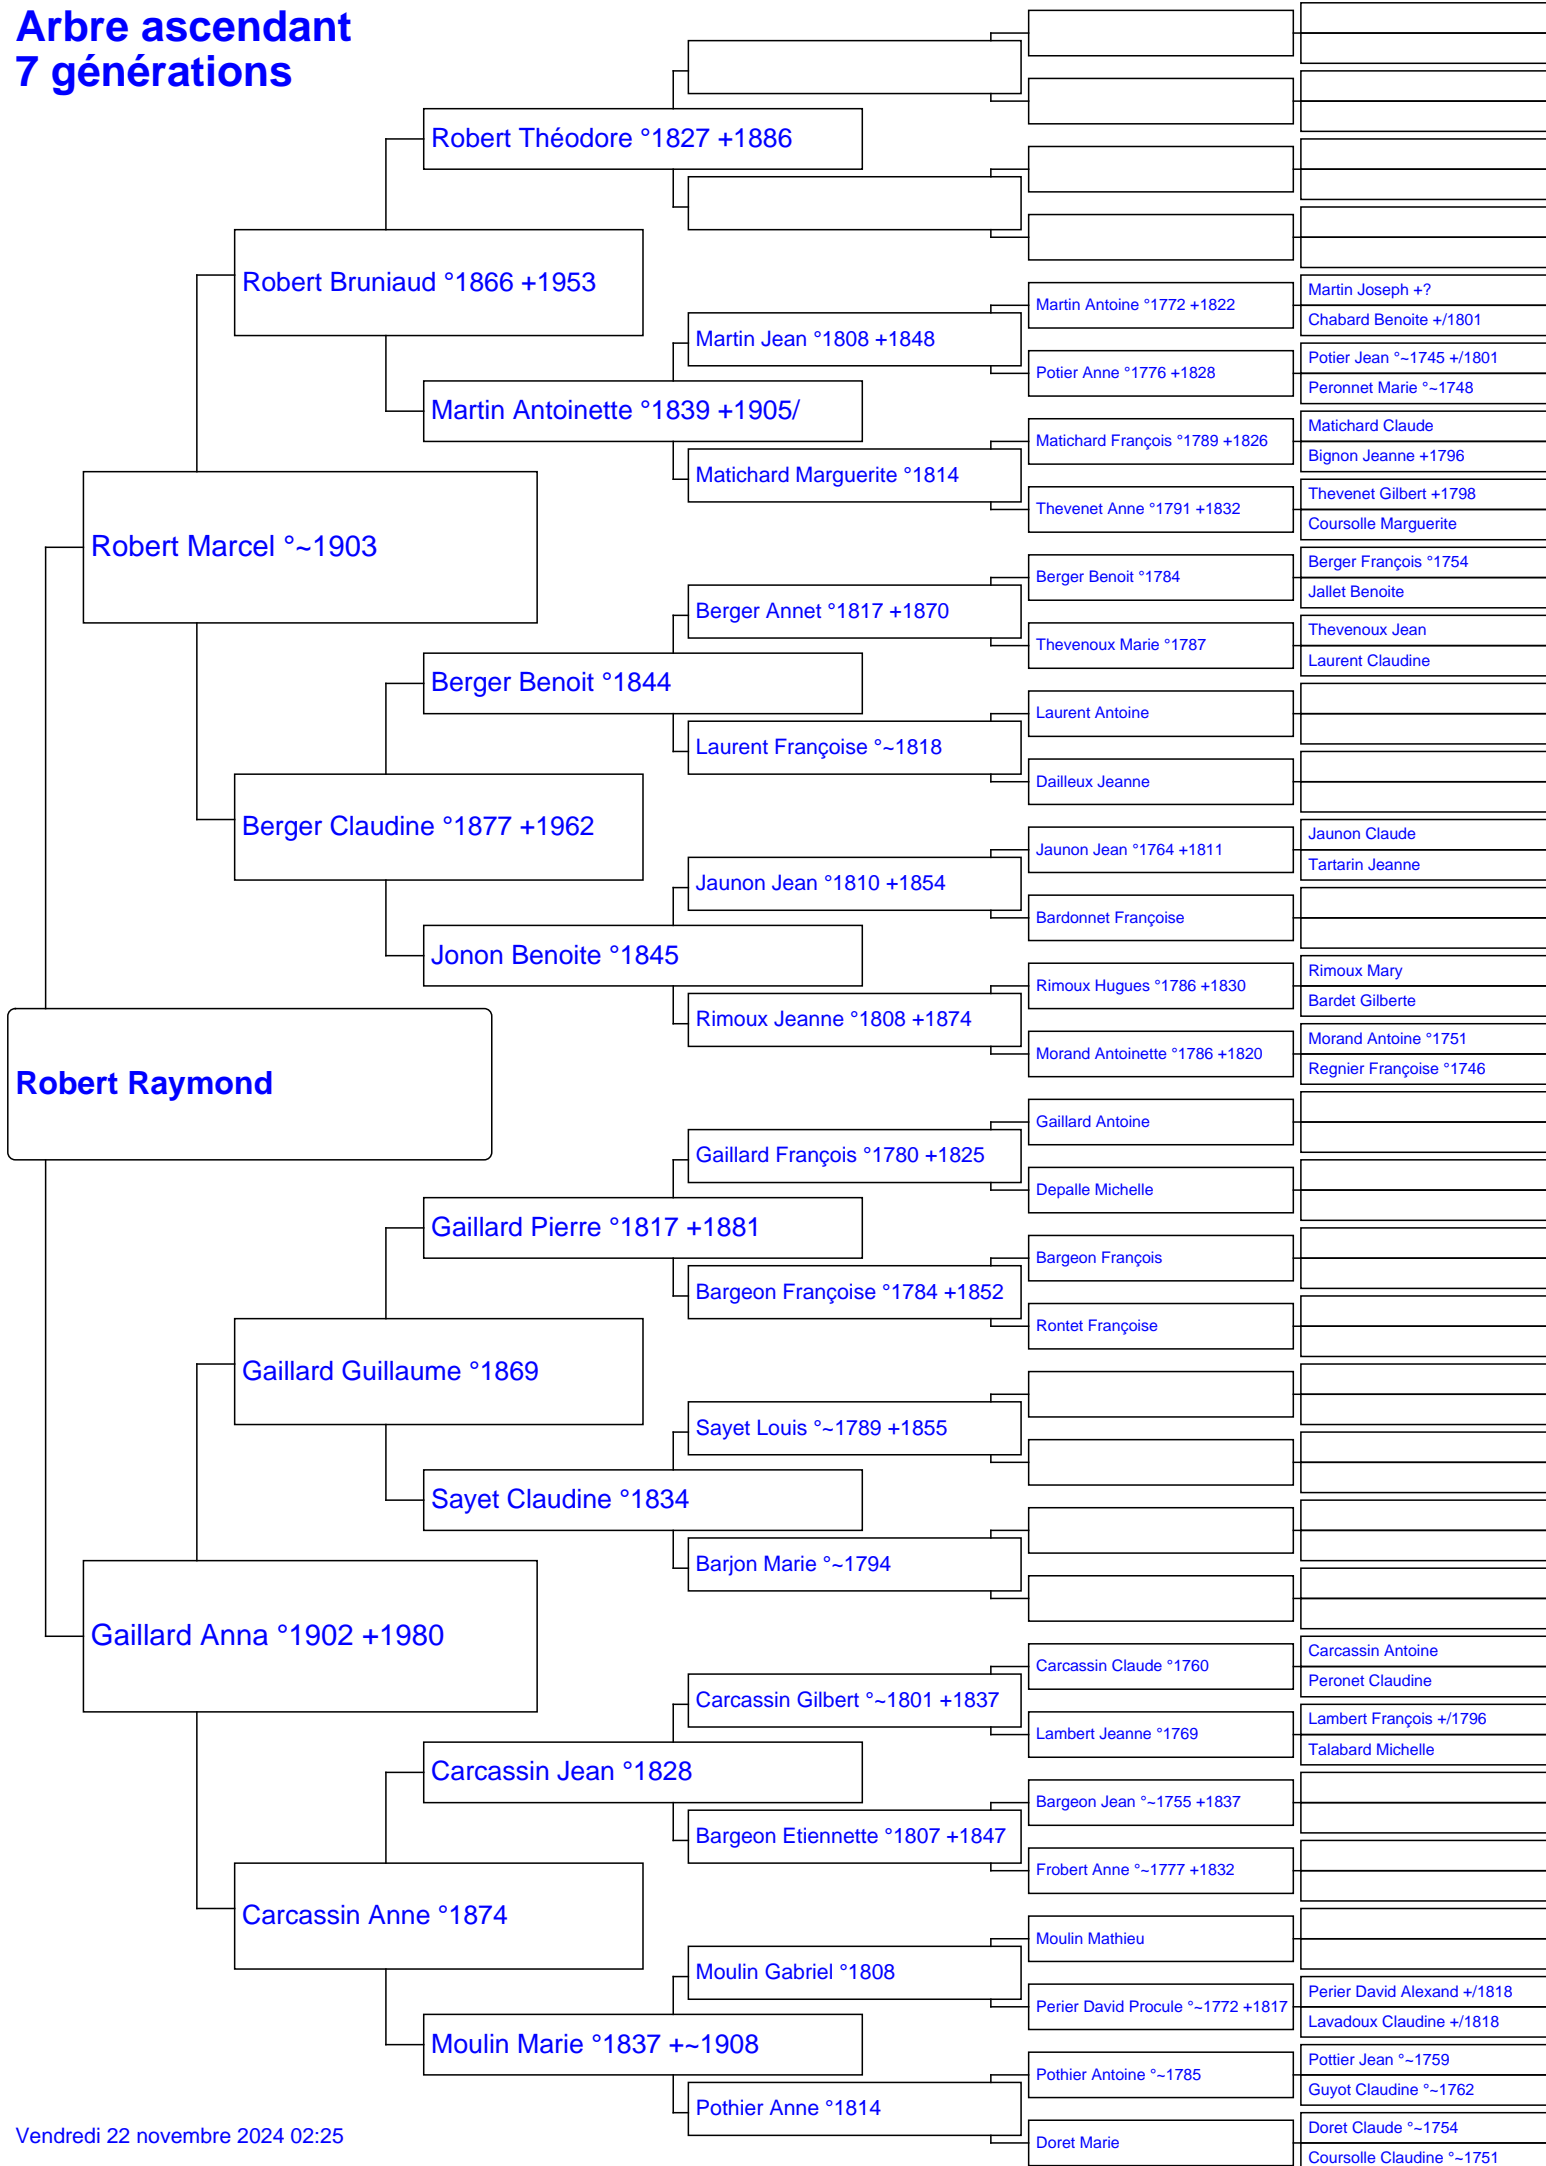 Arbre ascendant
7 générations
Robert Théodore °1827 +1886
Robert Bruniaud °1866 +1953
Martin Antoine °1772 +1822
Martin Joseph +?
Chabard Benoite +/1801
Martin Jean °1808 +1848
Potier Anne °1776 +1828
Potier Jean °~1745 +/1801
Peronnet Marie °~1748
Martin Antoinette °1839 +1905/
Matichard François °1789 +1826
Matichard Claude
Bignon Jeanne +1796
Matichard Marguerite °1814
Thevenet Anne °1791 +1832
Thevenet Gilbert +1798
Coursolle Marguerite
Robert Marcel °~1903
Berger Benoit °1784
Berger François °1754
Jallet Benoite
Berger Annet °1817 +1870
Thevenoux Marie °1787
Thevenoux Jean
Laurent Claudine
Berger Benoit °1844
Laurent Antoine
Laurent Françoise °~1818
Dailleux Jeanne
Berger Claudine °1877 +1962
Jaunon Jean °1764 +1811
Jaunon Claude
Tartarin Jeanne
Jaunon Jean °1810 +1854
Bardonnet Françoise
Jonon Benoite °1845
Rimoux Hugues °1786 +1830
Rimoux Mary
Bardet Gilberte
Rimoux Jeanne °1808 +1874
Morand Antoinette °1786 +1820
Morand Antoine °1751
Regnier Françoise °1746
Robert Raymond
Gaillard Antoine
Gaillard François °1780 +1825
Depalle Michelle
Gaillard Pierre °1817 +1881
Bargeon François
Bargeon Françoise °1784 +1852
Rontet Françoise
Gaillard Guillaume °1869
Sayet Louis °~1789 +1855
Sayet Claudine °1834
Barjon Marie °~1794
Gaillard Anna °1902 +1980
Carcassin Claude °1760
Carcassin Antoine
Peronet Claudine
Carcassin Gilbert °~1801 +1837
Lambert Jeanne °1769
Lambert François +/1796
Talabard Michelle
Carcassin Jean °1828
Bargeon Jean °~1755 +1837
Bargeon Etiennette °1807 +1847
Frobert Anne °~1777 +1832
Carcassin Anne °1874
Moulin Mathieu
Moulin Gabriel °1808
Perier David Procule °~1772 +1817
Perier David Alexand +/1818
Lavadoux Claudine +/1818
Moulin Marie °1837 +~1908
Pothier Antoine °~1785
Pottier Jean °~1759
Guyot Claudine °~1762
Pothier Anne °1814
Doret Marie
Doret Claude °~1754
Coursolle Claudine °~1751
Vendredi 22 novembre 2024 02:25